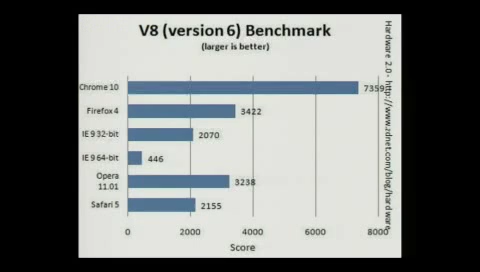 V8 (version 6) Benchmark
(larger is better)
Chrome 10
7359
Firefox 4
3422
IE 9 32-bit
2070
IE 9 64-bit
446
Opera
11.01
3238
Safari 5
2155
0
2000
4000
6000
8000
Score
Hardware 2.0 - http://www.zdnet.com/blog/hardware